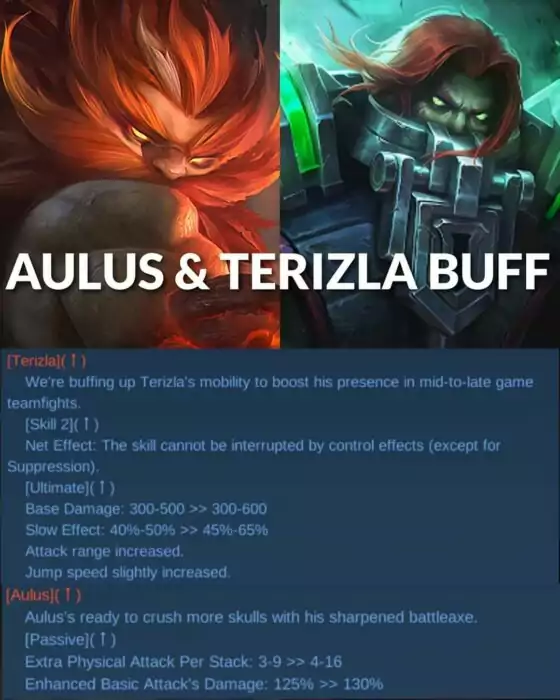 AULUS & TERIZLA BUFF
[Terizla](↑)
We're buffing up Terizla's mobility to boost his presence in mid-to-late game
teamfights.
[Skill 2](↑)
Net Effect: The skill cannot be interrupted by control effects (except for
Suppression).
[Ultimate](↑)
Base Damage: 300-500 >> 300-600
Slow Effect: 40%-50% >> 45%-65%
Attack range increased.
Jump speed slightly increased.
[Aulus](↑)
Aulus's ready to crush more skulls with his sharpened battleaxe.
[Passive](↑)
Extra Physical Attack Per Stack: 3-9 >> 4-16
Enhanced Basic Attack's Damage: 125% >> 130%